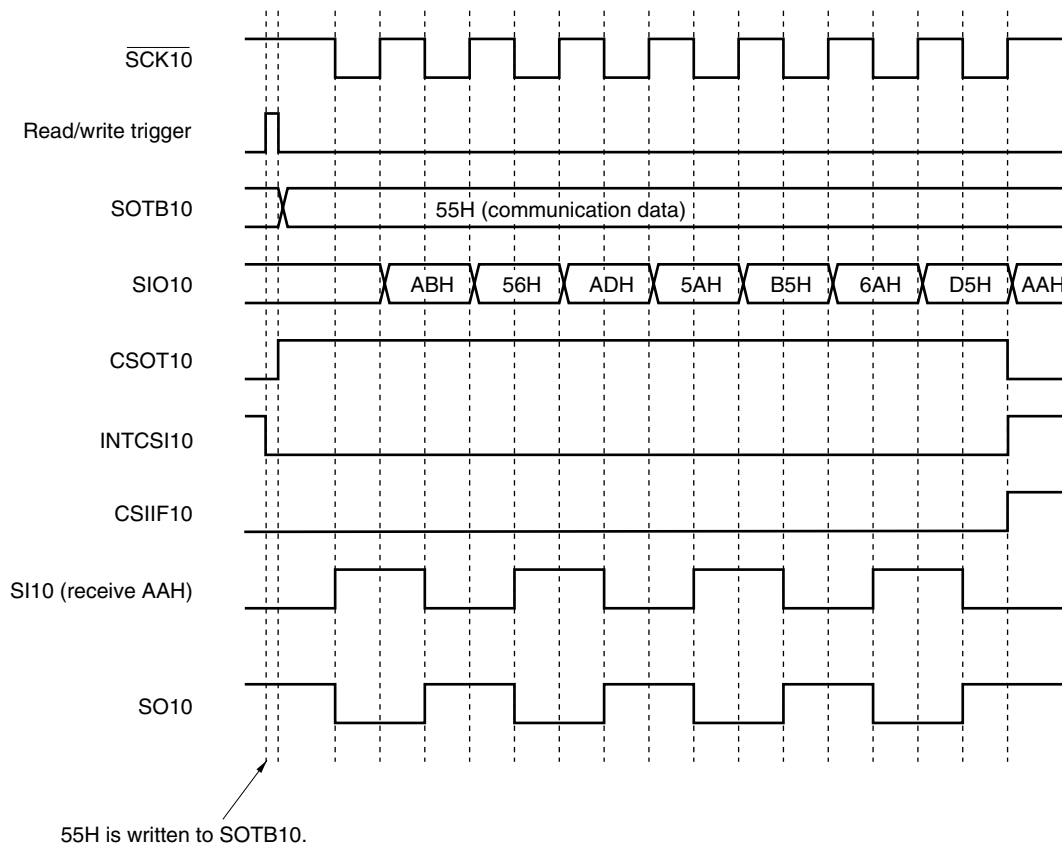 SCK10
Read/write trigger
SOTB10
55H (communication data)
SIO10
ABH 56H ADH 5AH B5H 6AH D5H AAH
CSOT10
INTCSI10
CSIIF10
SI10 (receive AAH)
SO10
55H is written to SOTB10.